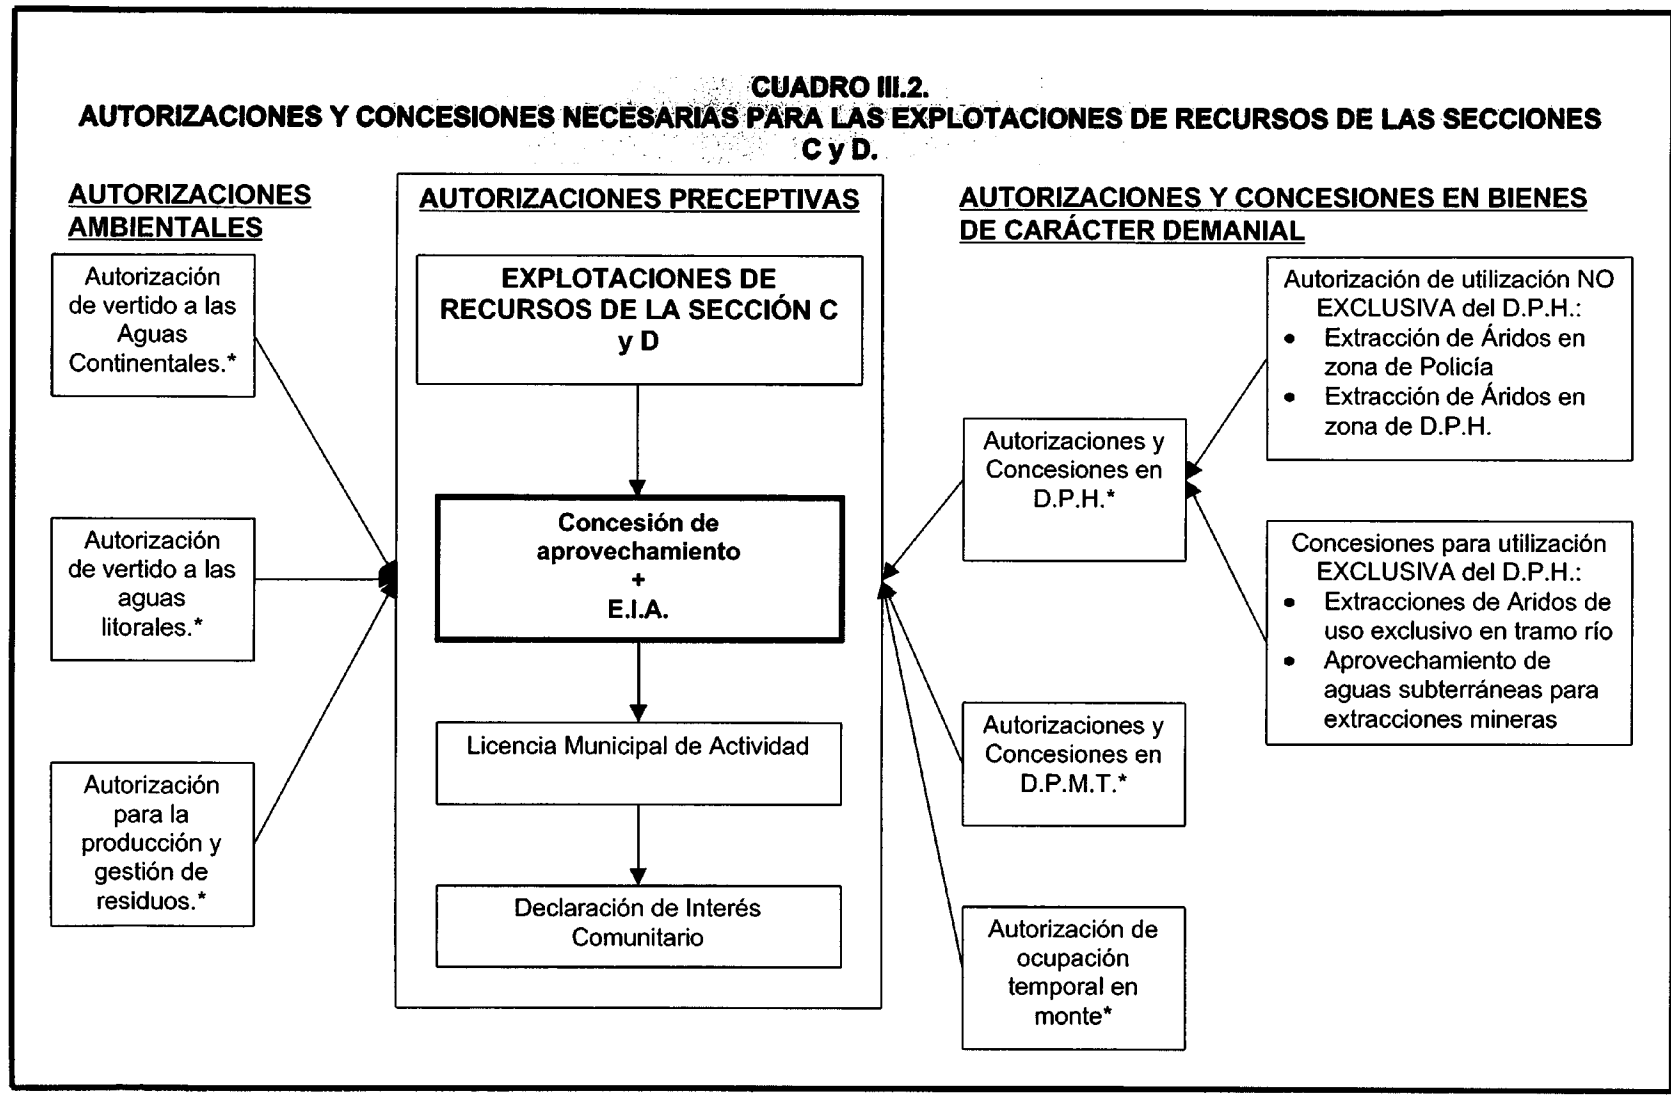 CUADRO III.2.
AUTORIZACIONES Y CONCESIONES NECESARIAS PARA LAS EXPLOTACIONES DE RECURSOS DE LAS SECCIONES
C y D.
AUTORIZACIONES
AMBIENTALES
Autorización
de vertido a las
Aguas
Continentales.*
Autorización
de vertido a las
aguas
litorales.*
Autorización
para la
producción y
gestión de
residuos.*
AUTORIZACIONES PRECEPTIVAS
EXPLOTACIONES DE
RECURSOS DE LA SECCIÓN C
y D
Concesión de
aprovechamiento
+
E.I.A.
Licencia Municipal de Actividad
Declaración de Interés
Comunitario
AUTORIZACIONES Y CONCESIONES EN BIENES
DE CARÁCTER DEMANIAL
Autorizaciones y
Concesiones en
D.P.H.*
Autorizaciones y
Concesiones en
D.P.M.T.*
Autorización de
ocupación
temporal en
monte*
Autorización de utilización NO
EXCLUSIVA del D.P.H.:
• Extracción de Áridos en
zona de Policía
• Extracción de Áridos en
zona de D.P.H.
Concesiones para utilización
EXCLUSIVA del D.P.H.:
• Extracciones de Aridos de
uso exclusivo en tramo río
• Aprovechamiento de
aguas subterráneas para
extracciones mineras